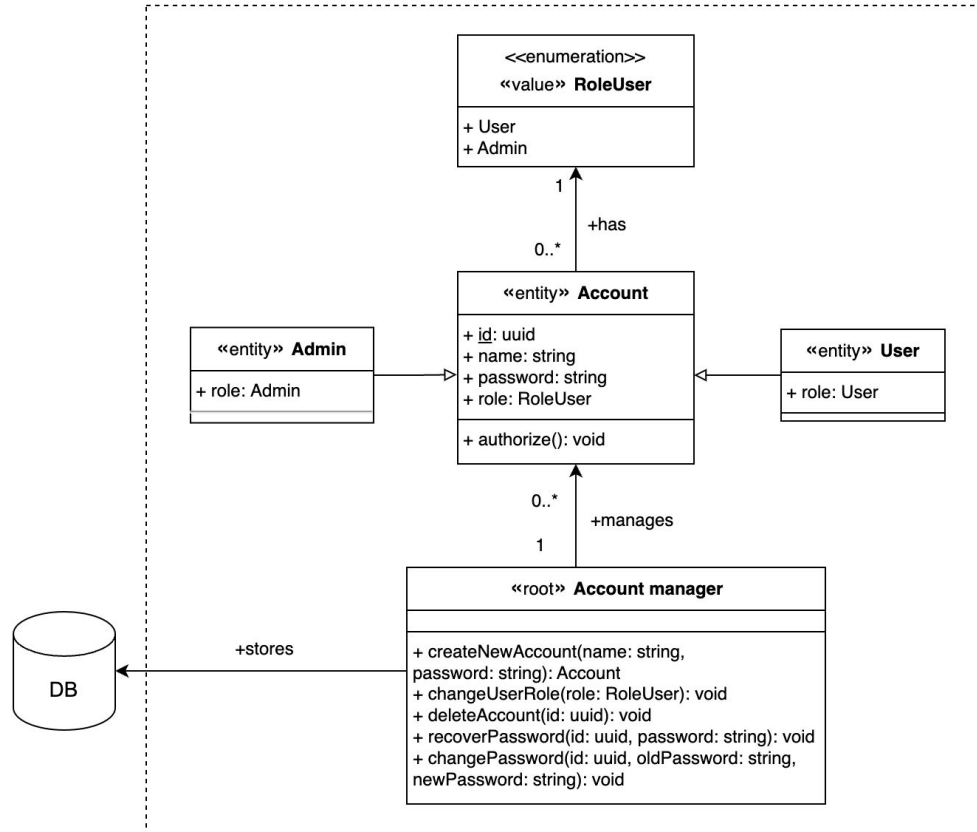 <<enumeration>>
«value» RoleUser
+ User
+ Admin
1
+has
0..*
«entity» Account
+ id: uuid
+ name: string
+ password: string
+ role: RoleUser
+ authorize(): void
«entity» Admin
+ role: Admin
«entity» User
+ role: User
0..*
+manages
1
«root» Account manager
+ createNewAccount(name: string,
password: string): Account
+ changeUserRole(role: RoleUser): void
+ deleteAccount(id: uuid): void
+ recoverPassword(id: uuid, password: string): void
+ changePassword(id: uuid, oldPassword: string,
newPassword: string): void
+stores
DB